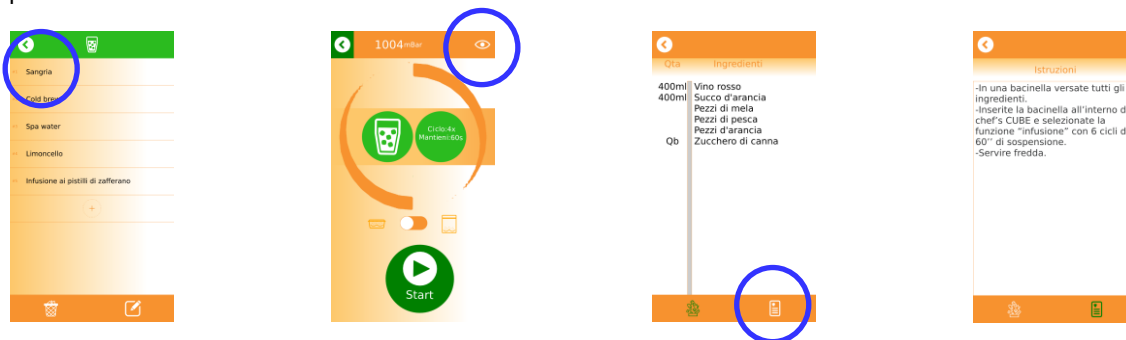 Sangria
Cold brew
Spa water
Limoncello
Infusione ai pistilli di zafferano
+
1004 mBar
Ciclo:4x
Mantieni:60s
Start
Qta Ingredienti
400ml Vino rosso
400ml Succo d'arancia
Pezzi di mela
Pezzi di pesca
Pezzi d'arancia
Qb Zucchero di canna
Istruzioni
-In una bacinella versate tutti gli
ingredienti.
-Inserite la bacinella all'interno d
chef's CUBE e selezionate la
funzione "infusione" con 6 cicli d
60'' di sospensione.
-Servire fredda.